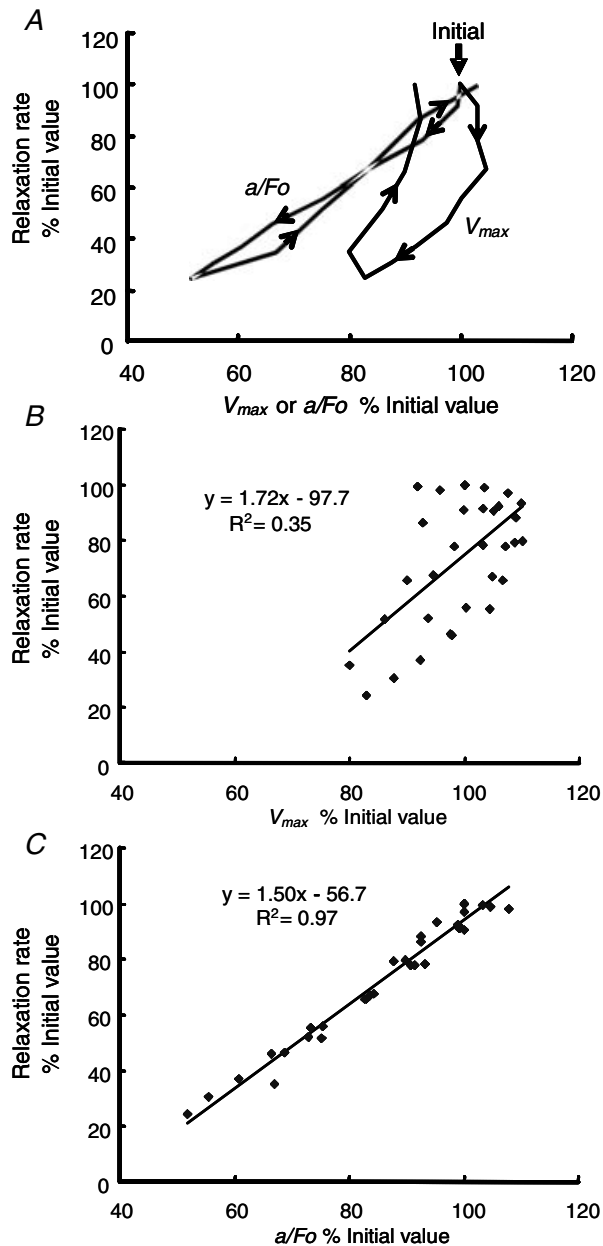 A
Initial
120
100
80
60
40
20
0
Relaxation rate
% Initial value
a/Fo
Vmax
40 60 80 100 120
Vmax or a/Fo % Initial value
B
120
100
80
60
40
20
0
Relaxation rate
% Initial value
y = 1.72x - 97.7
R2= 0.35
40 60 80 100 120
Vmax % Initial value
C
120
100
80
60
40
20
0
Relaxation rate
% Initial value
y = 1.50x - 56.7
R2= 0.97
40 60 80 100 120
a/Fo % Initial value